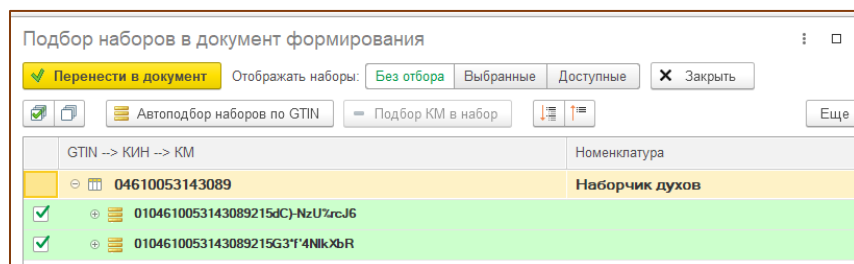 Подбор наборов в документ формирования
Перенести в документ Отображать наборы: Без отбора Выбранные Доступные Закрыть
Автоподбор наборов по GTIN Подбор КМ в набор Еще
GTIN --> КИН --> КМ Номенклатура
04610053143089 Наборчик духов
0104610053143089215dC)-NzU%rcJ6
0104610053143089215G3*f'4NlkXbR